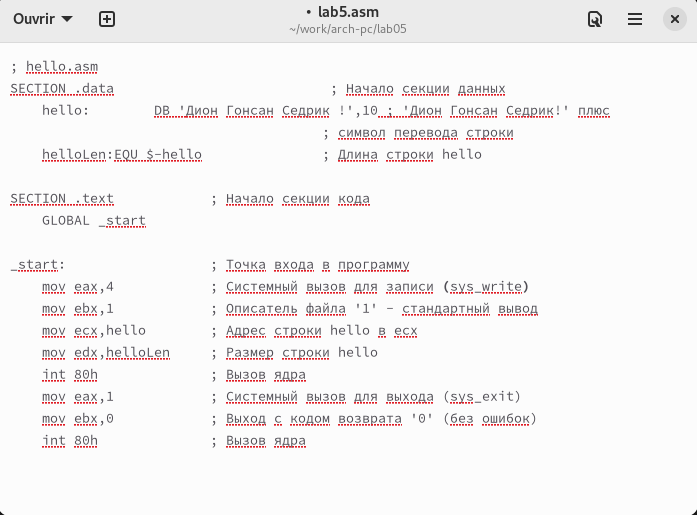 Ouvrir
• lab5.asm
~/work/arch-pc/lab05
; hello.asm
SECTION .data ; Начало секции данных
hello: DB 'Дион Гонсан Седрик !',10 ; 'Дион Гонсан Седрик!' плюс
; символ перевода строки
helloLen:EQU $-hello ; Длина строки hello
SECTION .text ; Начало секции кода
GLOBAL _start
_start: ; Точка входа в программу
mov eax,4 ; Системный вызов для записи (sys_write)
mov ebx,1 ; Описатель файла '1' - стандартный вывод
mov ecx,hello ; Адрес строки hello в ecx
mov edx,helloLen ; Размер строки hello
int 80h ; Вызов ядра
mov eax,1 ; Системный вызов для выхода (sys_exit)
mov ebx,0 ; Выход с кодом возврата '0' (без ошибок)
int 80h ; Вызов ядра